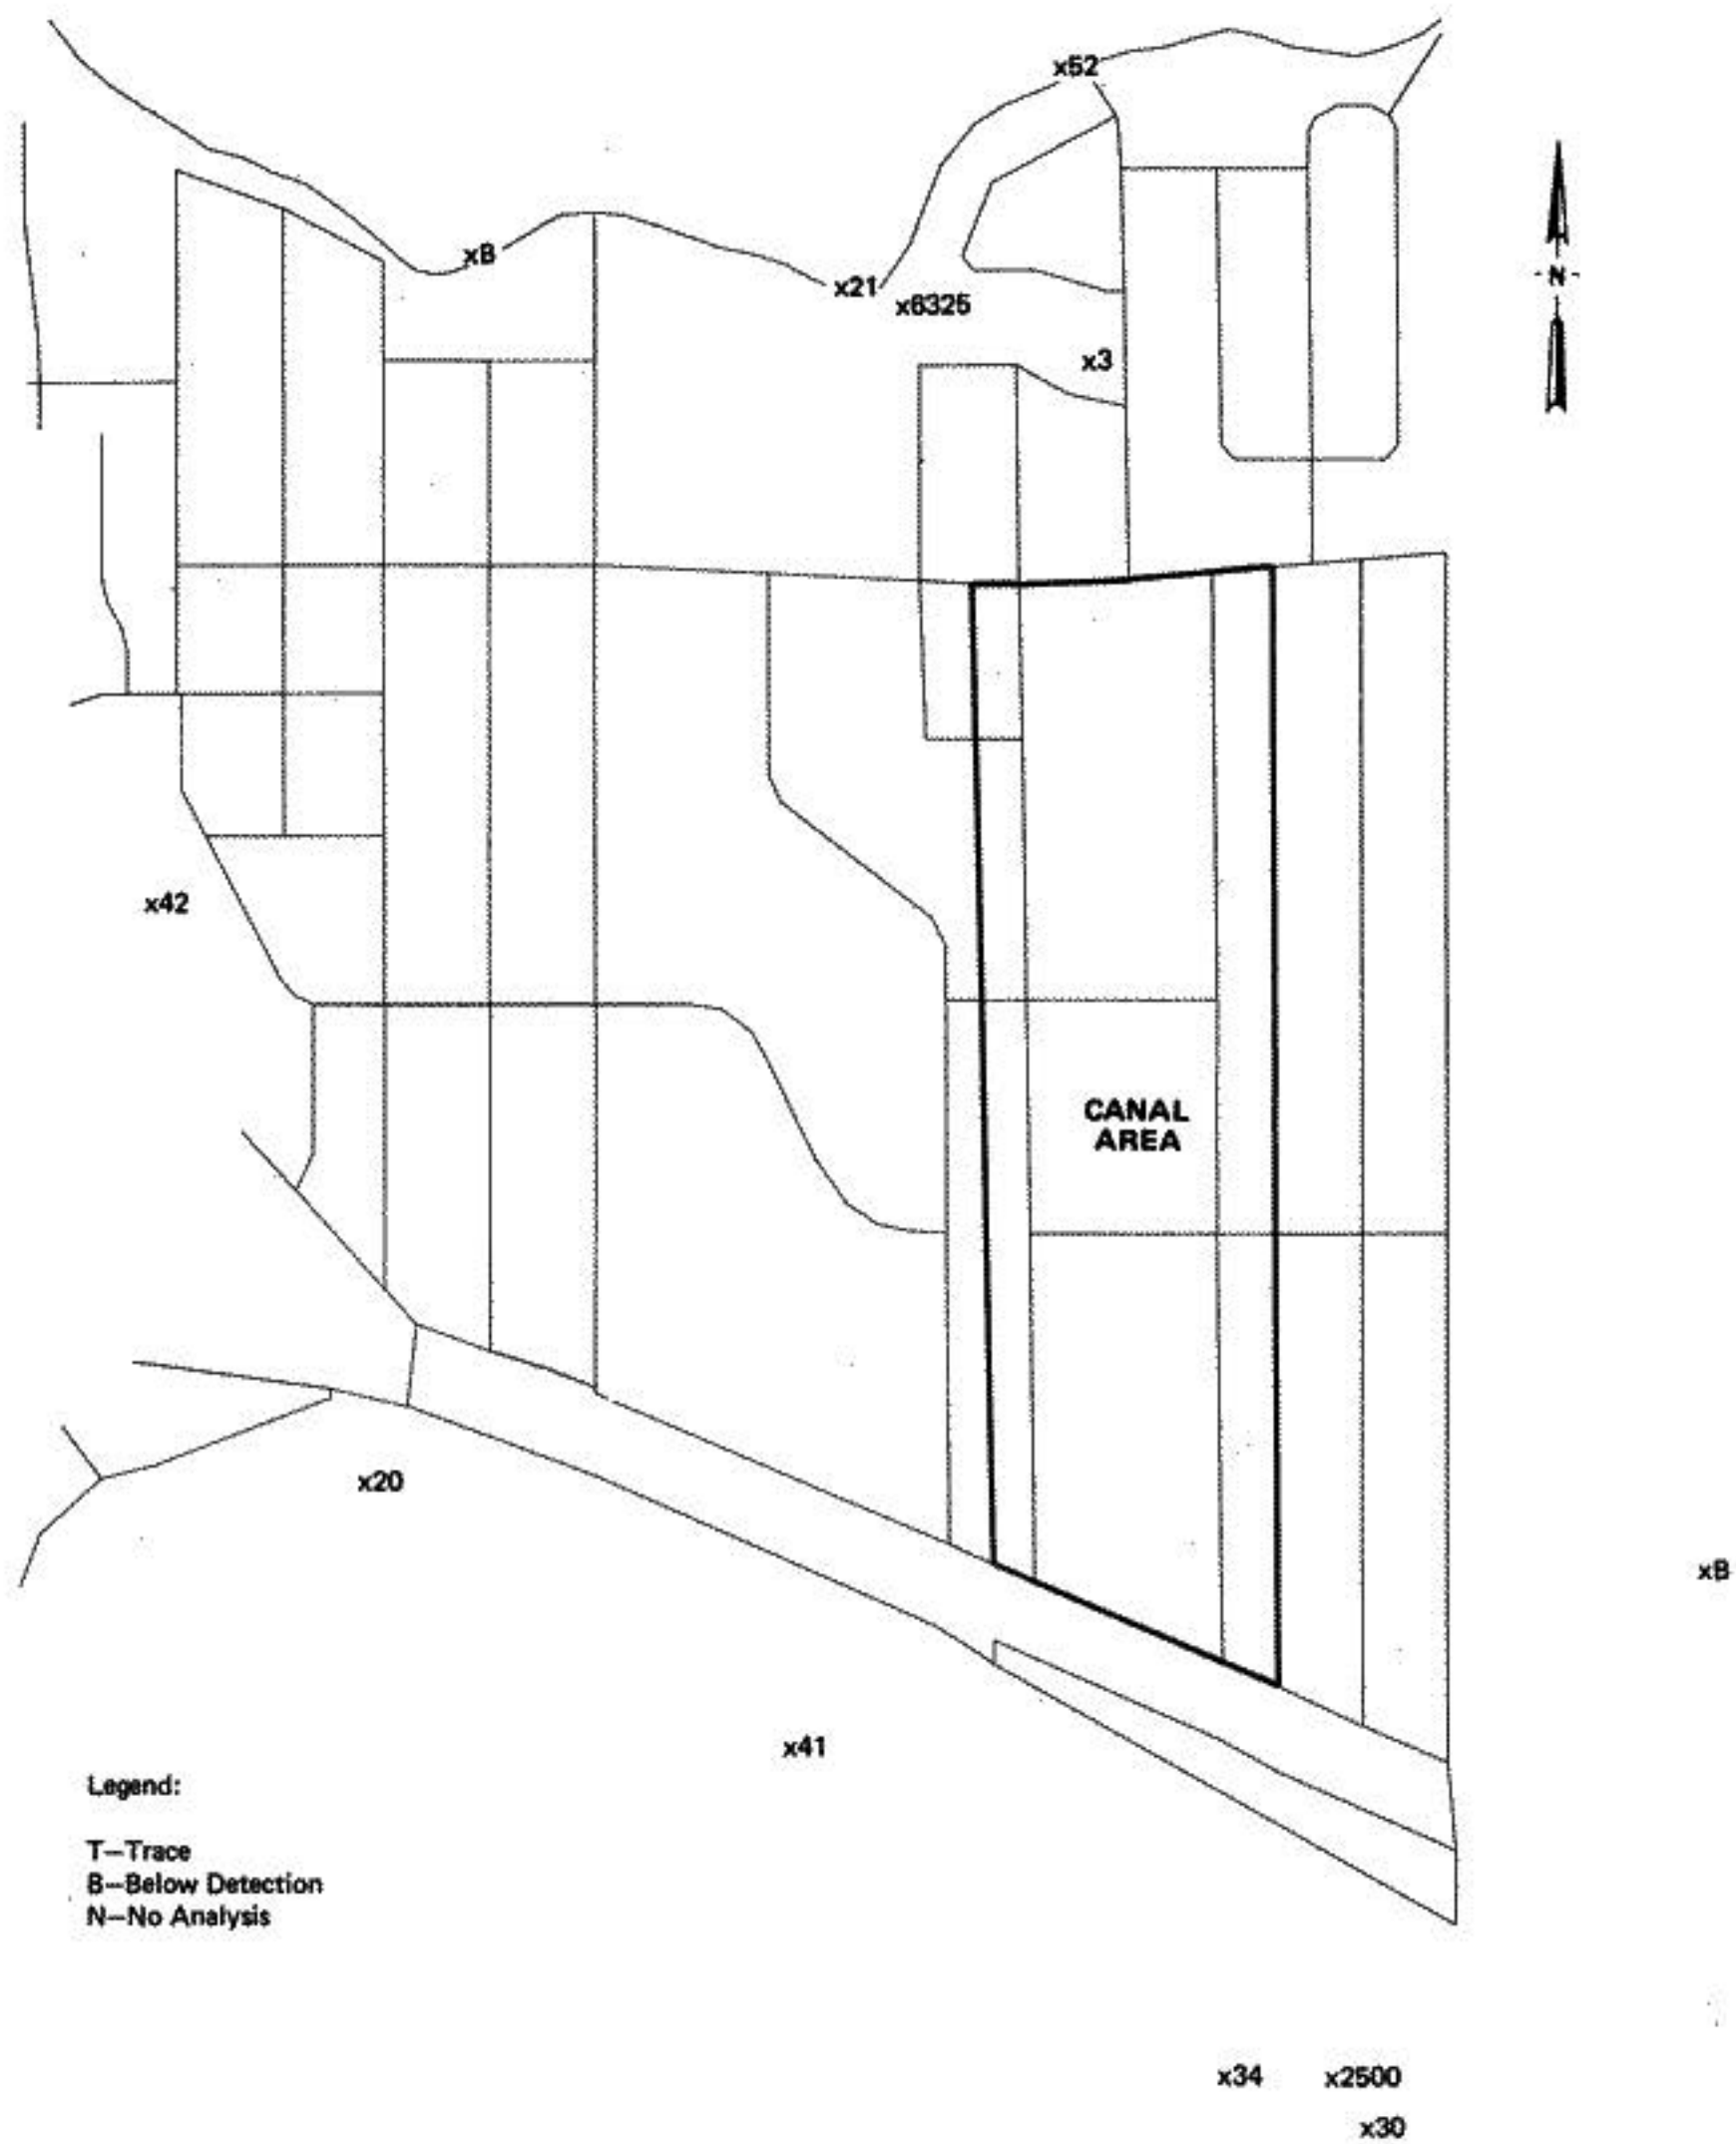 x52
xB
x21
x6325
N
x3
x42
CANAL
AREA
x20
xB
x41
Legend:
T—Trace
B—Below Detection
N—No Analysis
x34 x2500
x30